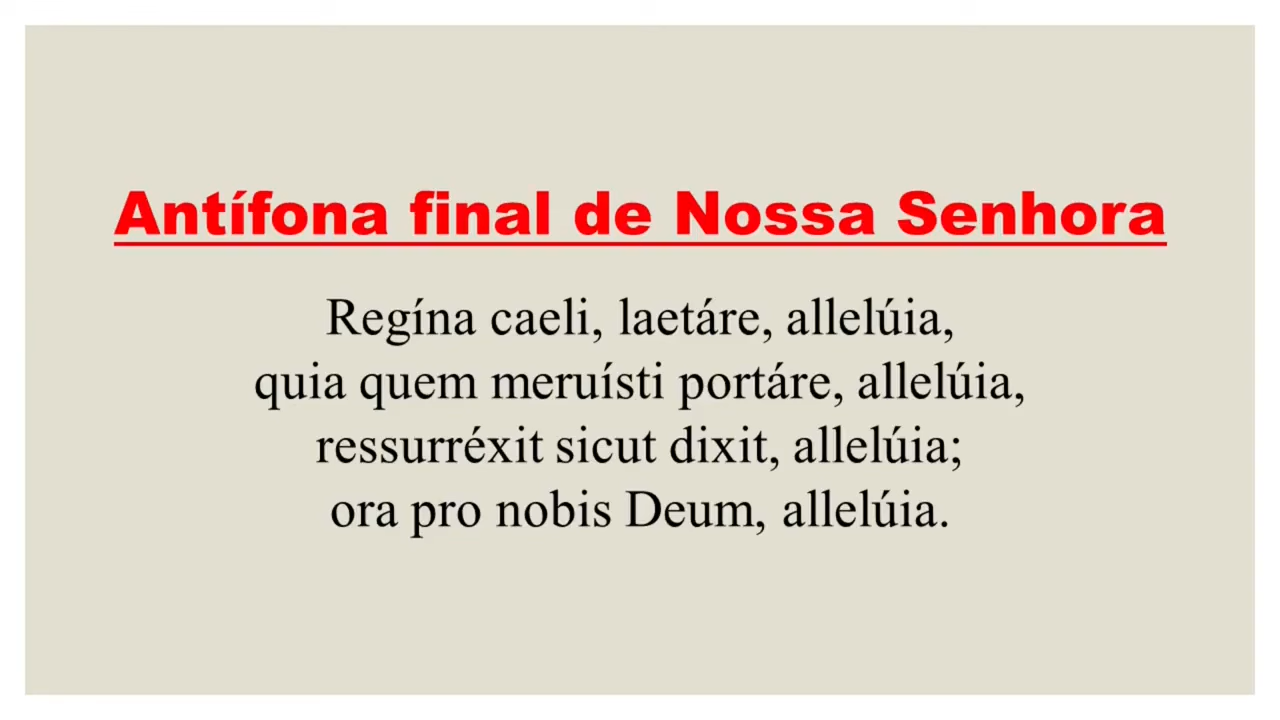 Antífona final de Nossa Senhora
Regína caeli, laetáre, allelúia,
quia quem meruísti portáre, allelúia,
ressurréxit sicut dixit, allelúia;
ora pro nobis Deum, allelúia.